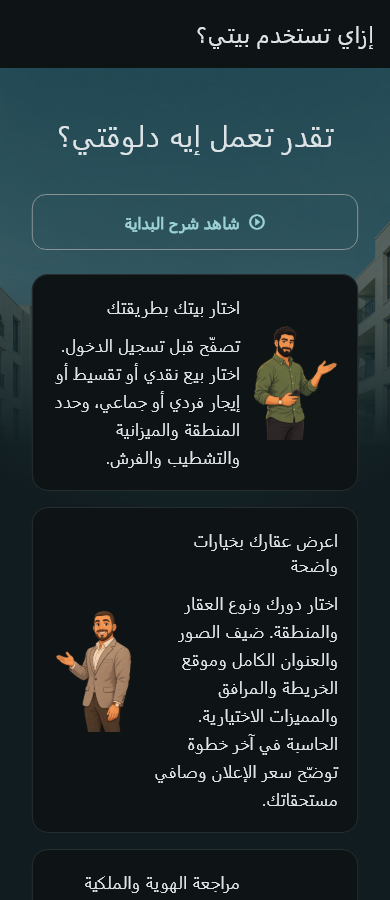 إزاي تستخدم بيتي؟
تقدر تعمل إيه دلوقتي؟
شاهد شرح البداية
اختار بيتك بطريقتك
تصفّح قبل تسجيل الدخول.
اختار بيع نقدي أو تقسيط أو
إيجار فردي أو جماعي، وحدد
المنطقة والميزانية
والتشطيب والفرش.
اعرض عقارك بخيارات
واضحة
اختار دورك ونوع العقار
والمنطقة. ضيف الصور
والعنوان الكامل وموقع
الخريطة والمرافق
والمميزات الاختيارية.
الحاسبة في آخر خطوة
توضّح سعر الإعلان وصافي
مستحقاتك.
مراجعة الهوية والملكية